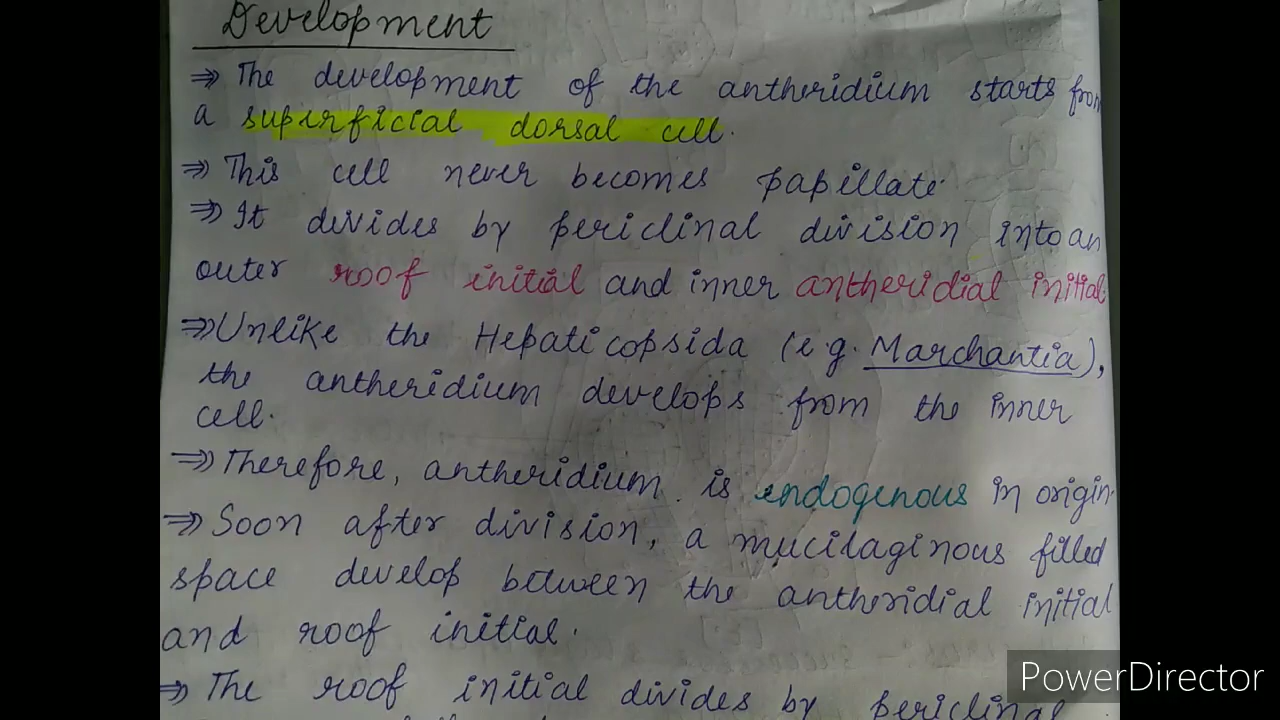 Development
⇒ The development of the antheridium starts from
a superficial dorsal cell.
⇒ This cell never becomes papillate.
⇒ It divides by periclinal division into an
outer roof initial and inner antheridial initial
⇒ Unlike the Hepaticopsida (e.g. Marchantia),
the antheridium develops from the inner
cell.
⇒ Therefore, antheridium is endogenous in origin.
⇒ Soon after division, a mucilaginous filled
space develop between the antheridial initial
and roof initial.
⇒ The roof initial divides by periclinal
PowerDirector